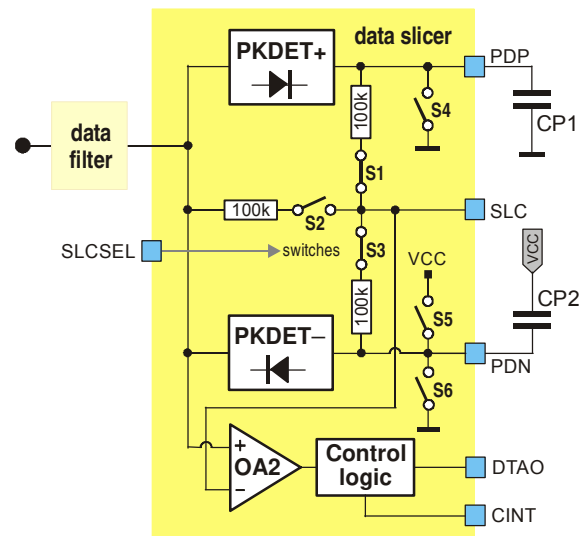 data slicer
PKDET+
PDP
100k
S4
CP1
data
filter
S1
100k
S2
SLC
SLCSEL
switches
S3
VCC
VCC
100k
S5
CP2
PKDET–
PDN
S6
+
OA2
–
Control
logic
DTAO
CINT